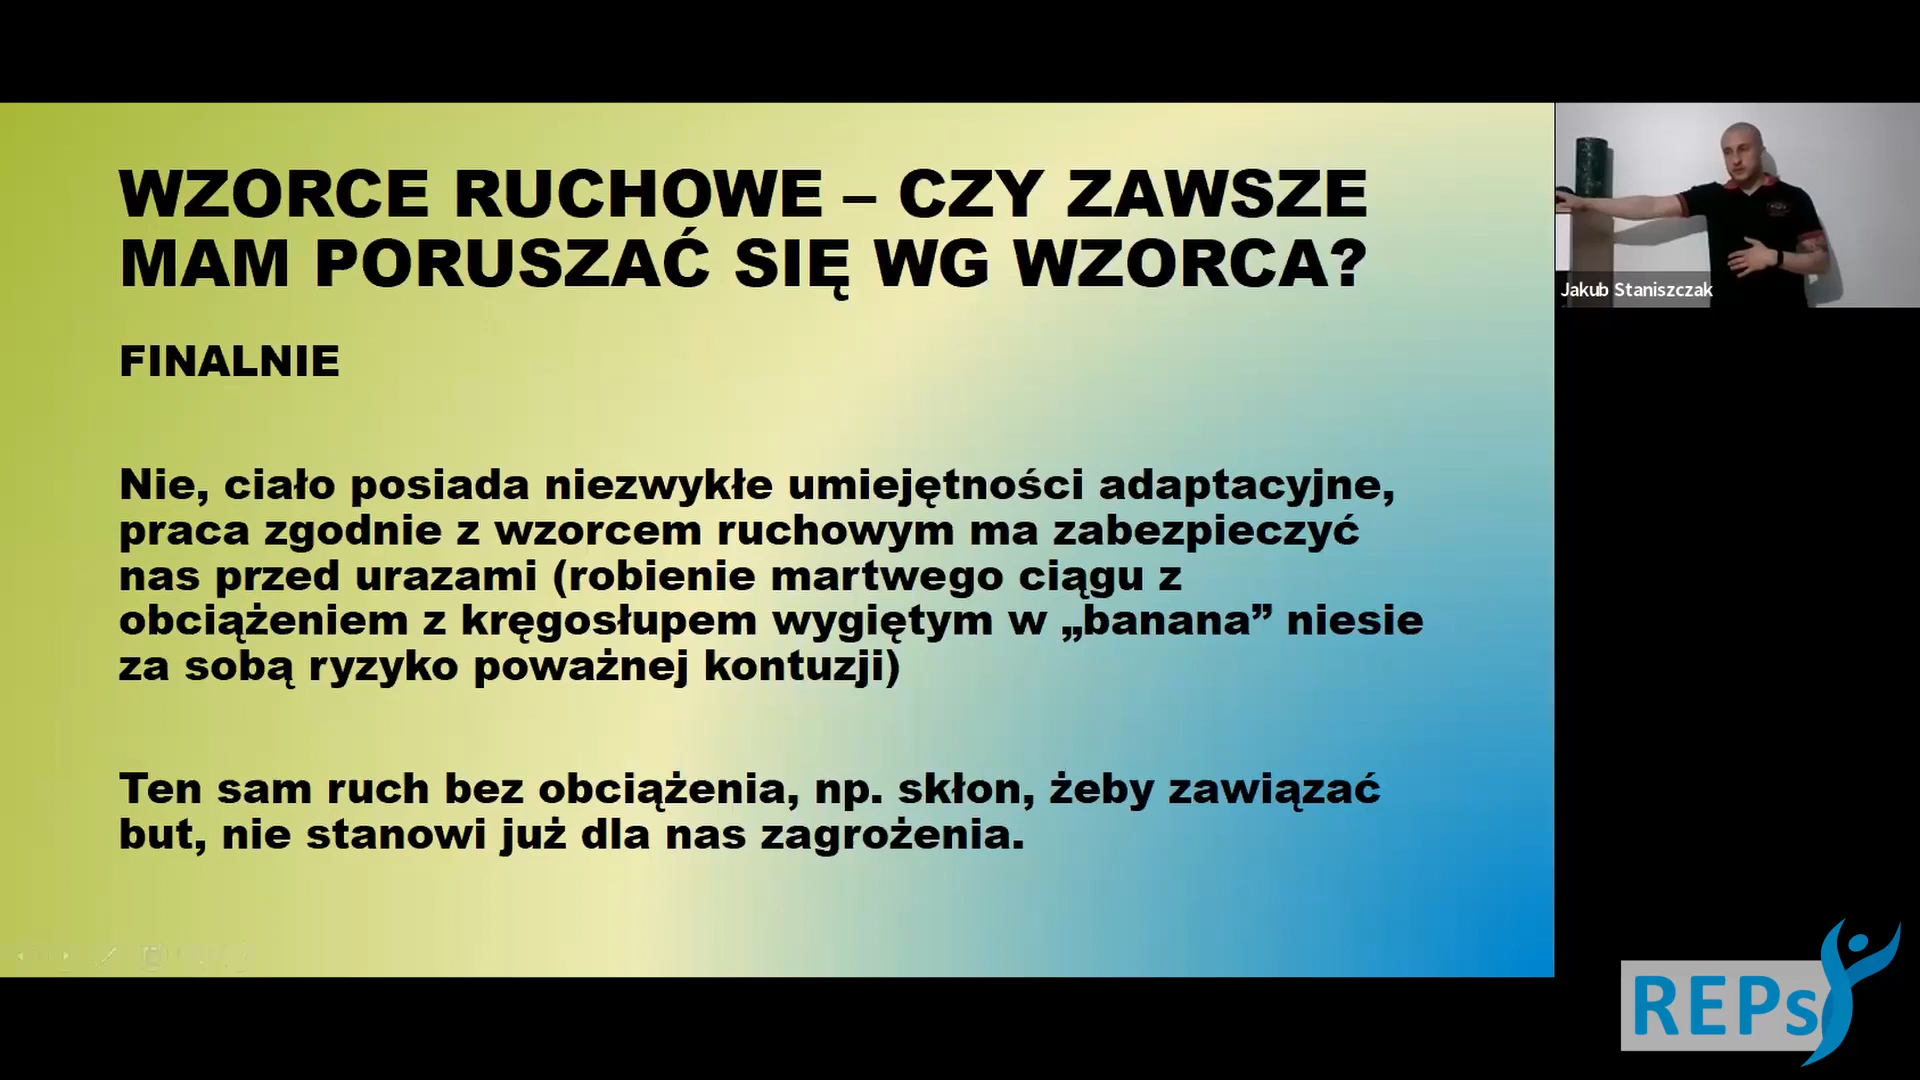 WZORCE RUCHOWE – CZY ZAWSZE
MAM PORUSZAĆ SIĘ WG WZORCA?
FINALNIE
Nie, ciało posiada niezwykłe umiejętności adaptacyjne,
praca zgodnie z wzorcem ruchowym ma zabezpieczyć
nas przed urazami (robienie martwego ciągu z
obciążeniem z kręgosłupem wygiętym w „banana” niesie
za sobą ryzyko poważnej kontuzji)
Ten sam ruch bez obciążenia, np. skłon, żeby zawiązać
but, nie stanowi już dla nas zagrożenia.
Jakub Staniszczak
REPs